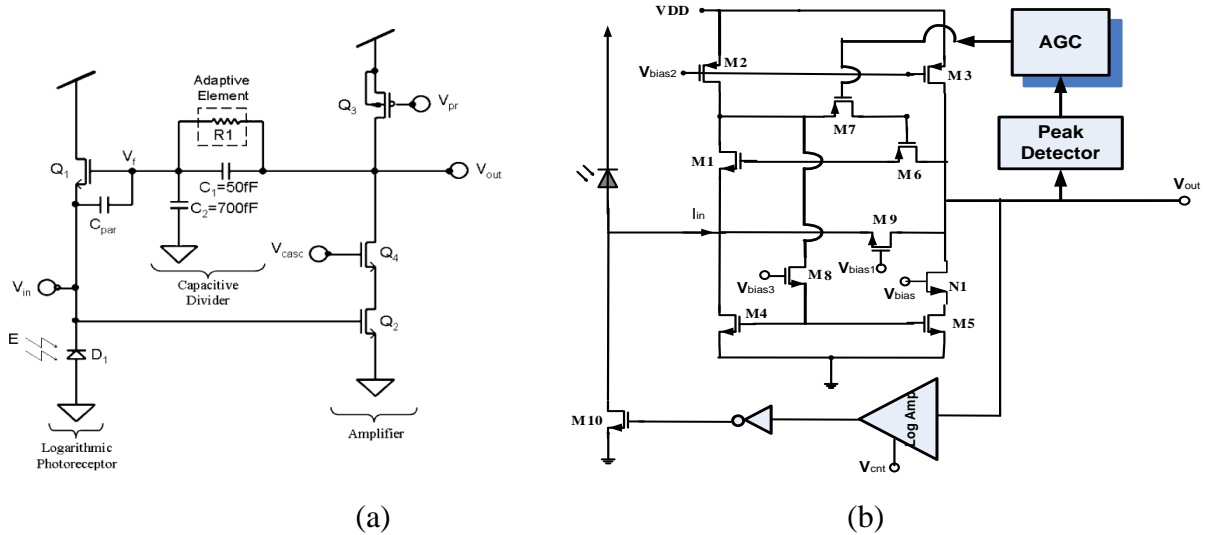 Adaptive
Element
R1
Q3
Vpr
Q1
Vf
C1=50fF
C2=700fF
Vout
Cpar
Vcasc
Q4
Capacitive
Divider
Vin
Q2
E
D1
Logarithmic
Photoreceptor
Amplifier
(a)
VDD
AGC
Vbias2
M2
M3
M7
Peak
Detector
M1
M6
Vout
Iin
M9
Vbias1
M8
Vbias3
Vbias
N1
M4
M5
M10
Log Amp
Vcnt
(b)